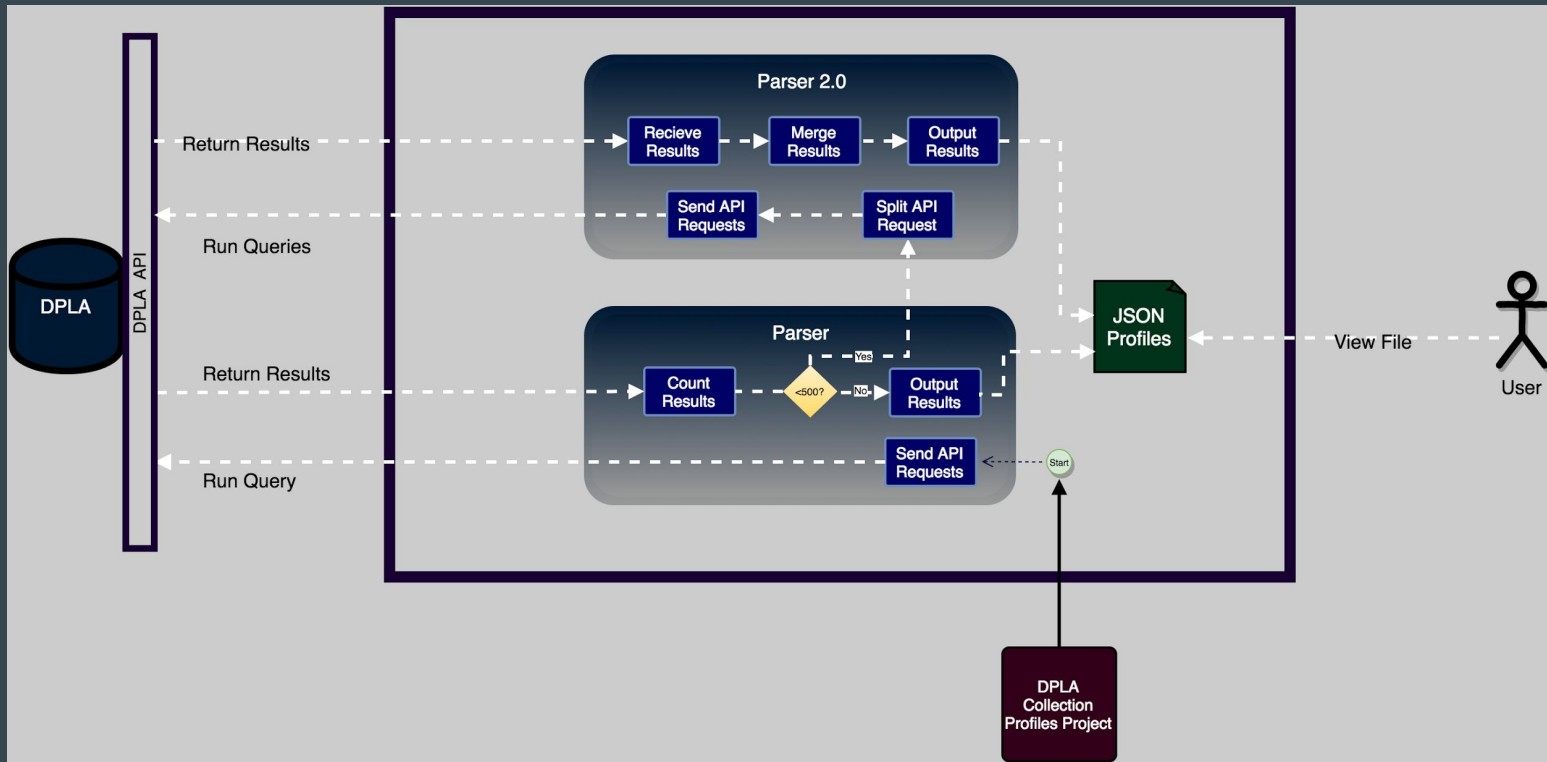 Parser 2.0
Return Results
Recieve
Results
Merge
Results
Output
Results
Run Queries
Send API
Requests
Split API
Request
DPLA
DPLA API
JSON
Profiles
View File
User
Parser
Return Results
Count
Results
<500?
Yes
No
Output
Results
Run Query
Send API
Requests
Start
DPLA
Collection
Profiles Project